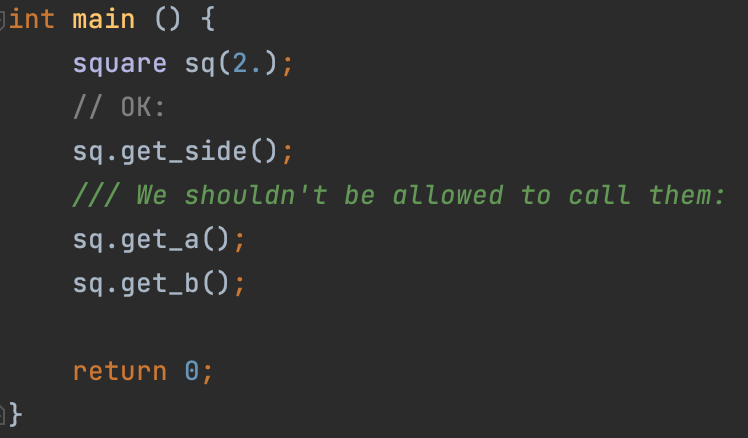 int main () {
    square sq(2.);
    // OK:
    sq.get_side();
    /// We shouldn't be allowed to call them:
    sq.get_a();
    sq.get_b();

    return 0;
}